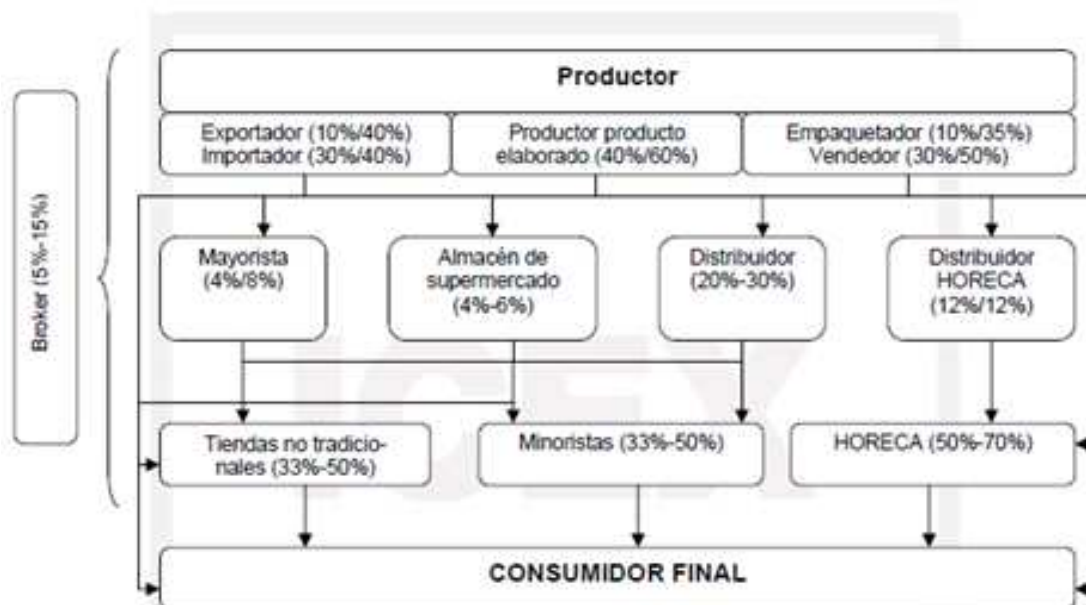 Productor
Exportador (10%/40%)
Importador (30%/40%)
Productor producto
elaborado (40%/60%)
Empaquetador (10%/35%)
Vendedor (30%/50%)
Broker (5%-15%)
Mayorista
(4%/8%)
Almacén de
supermercado
(4%-6%)
Distribuidor
(20%-30%)
Distribuidor
HORECA
(12%/12%)
Tiendas no tradicio-
nales (33%-50%)
Minoristas (33%-50%)
HORECA (50%-70%)
CONSUMIDOR FINAL
ICEX